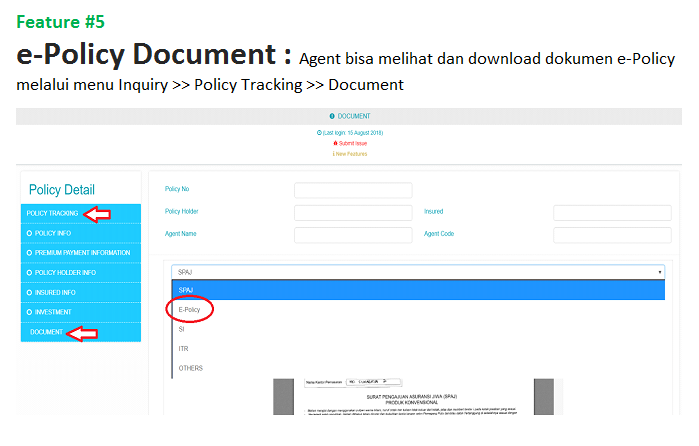 Feature #5
e-Policy Document : Agent bisa melihat dan download dokumen e-Policy
melalui menu Inquiry >> Policy Tracking >> Document
DOCUMENT
(Last login: 15 August 2018)
Submit Issue
New Features
Policy Detail
POLICY TRACKING
POLICY INFO
PREMIUM PAYMENT INFORMATION
POLICY HOLDER INFO
INSURED INFO
INVESTMENT
DOCUMENT
Policy No
Policy Holder
Insured
Agent Name
Agent Code
SPAJ
SPAJ
E-Policy
SI
ITR
OTHERS
Nama Kantor Pemasaran
SURAT PENGAJUAN ASURANSI JIWA (SPAJ)
PRODUK KONVENSIONAL